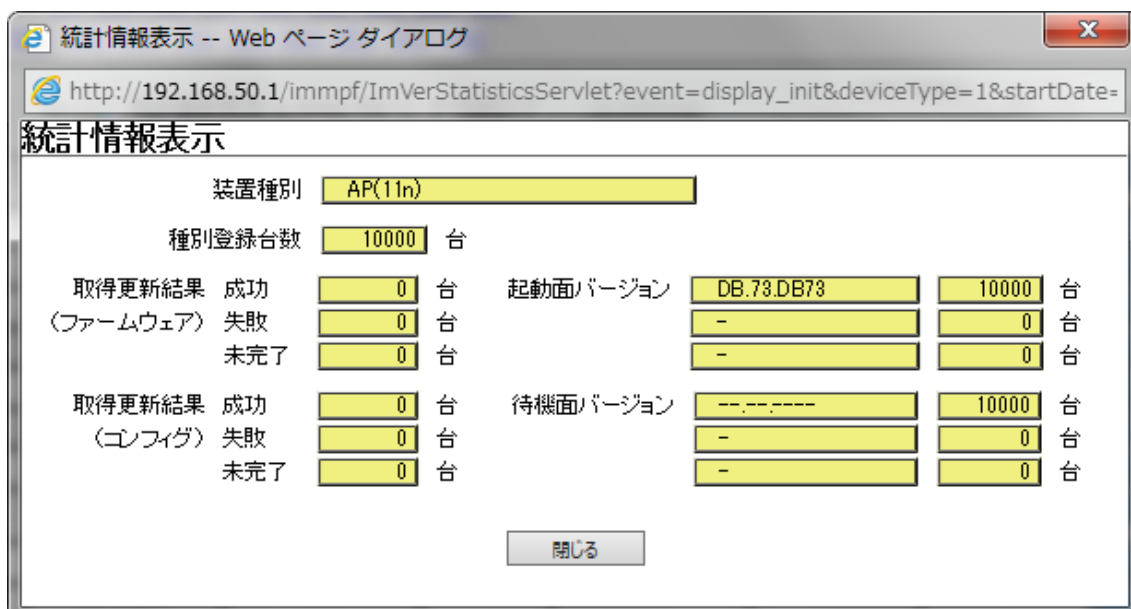 統計情報表示 -- Web ページ ダイアログ
http://192.168.50.1/immpf/ImVerStatisticsServlet?event=display_init&deviceType=1&startDate=
統計情報表示
装置種別 AP(11n)
種別登録台数 10000 台
取得更新結果 成功 0 台 起動面バージョン DB.73.DB73 10000 台
(ファームウェア) 失敗 0 台 - 0 台
未完了 0 台 - 0 台
取得更新結果 成功 0 台 待機面バージョン --.--.---- 10000 台
(コンフィグ) 失敗 0 台 - 0 台
未完了 0 台 - 0 台
閉じる